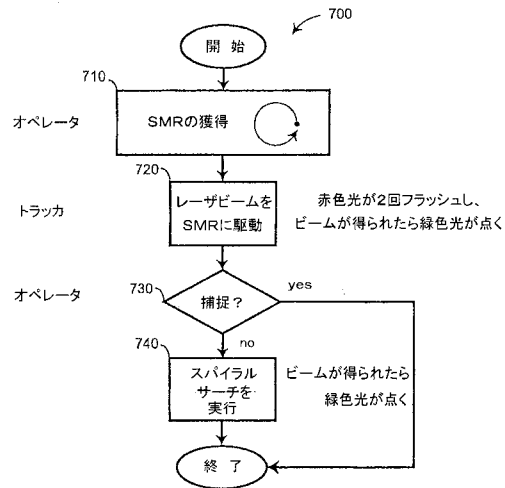 700
開 始
710
オペレータ
SMRの獲得
720
トラッカ
レーザビームを
SMRに駆動
赤色光が2回フラッシュし、
ビームが得られたら緑色光が点く
オペレータ
730
捕捉?
yes
no
740
スパイラル
サーチを
実行
ビームが得られたら
緑色光が点く
終 了